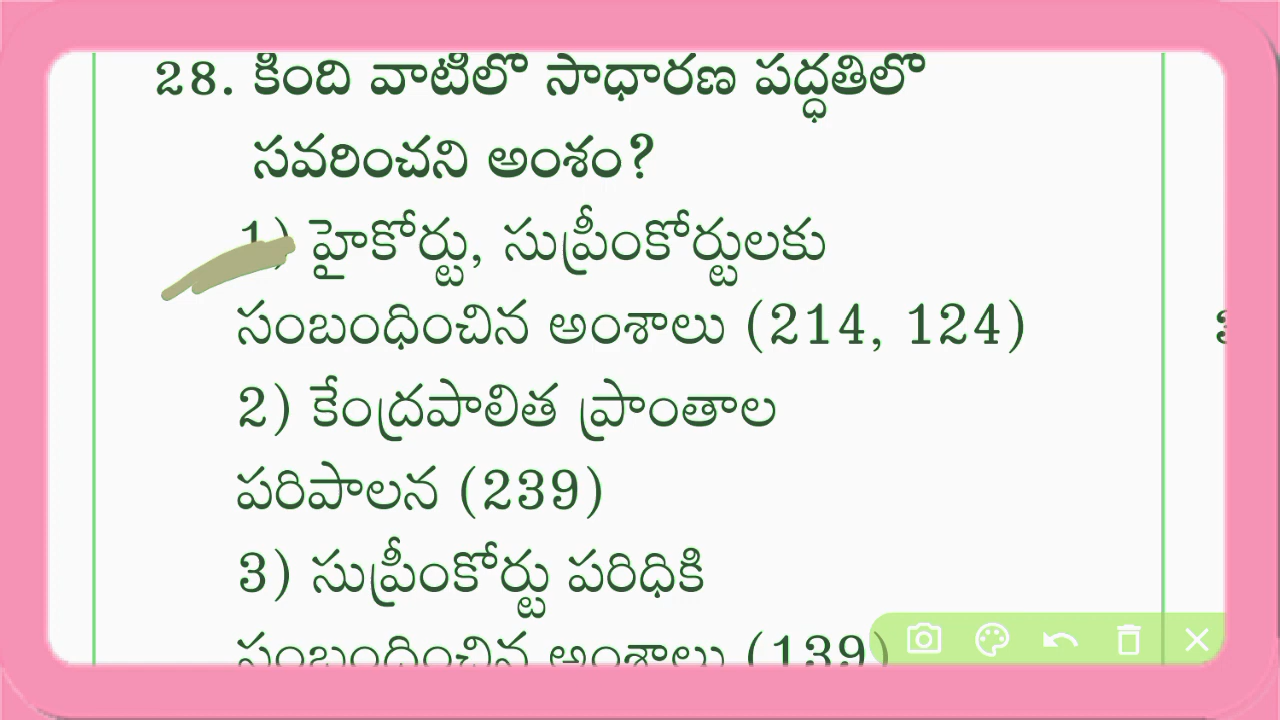 28. కింది వాటిలో సాధారణ పద్ధతిలో
సవరించని అంశం?
1) హైకోర్టు, సుప్రీంకోర్టులకు
సంబంధించిన అంశాలు (214, 124)
2) కేంద్రపాలిత ప్రాంతాల
పరిపాలన (239)
3) సుప్రీంకోర్టు పరిధికి
సంబంధించిన అంశాలు (139)